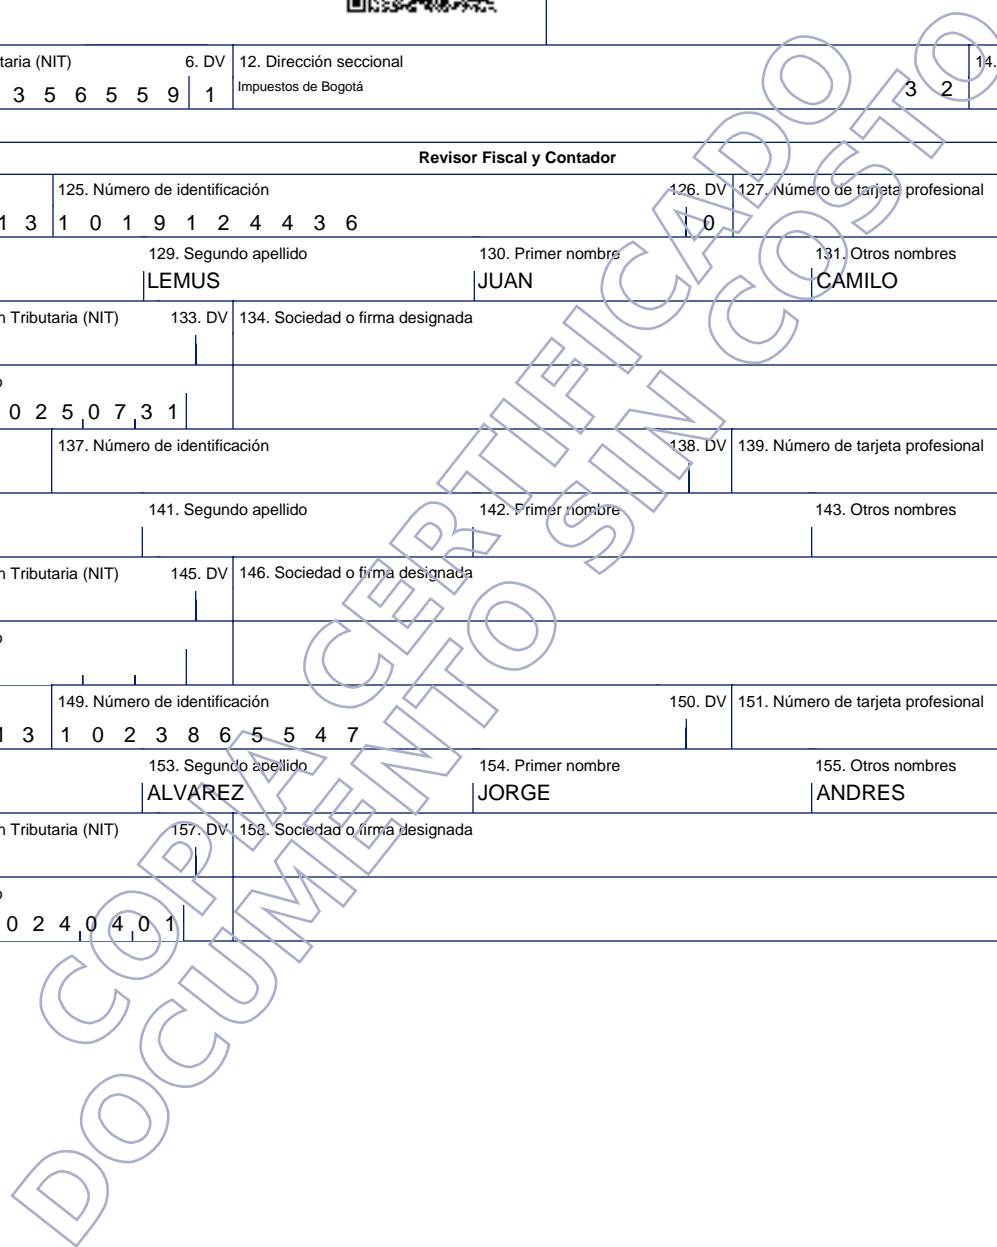 taria (NIT) 6. DV 12. Dirección seccional 14.
3 5 6 5 5 9 1 Impuestos de Bogotá 3 2
Revisor Fiscal y Contador
125. Número de identificación 126. DV 127. Número de tarjeta profesional
1 3 1 0 1 9 1 2 4 4 3 6 0
129. Segundo apellido 130. Primer nombre 131. Otros nombres
LEMUS JUAN CAMILO
n Tributaria (NIT) 133. DV 134. Sociedad o firma designada
o
0 2 5 0 7 3 1
137. Número de identificación 138. DV 139. Número de tarjeta profesional
141. Segundo apellido 142. Primer nombre 143. Otros nombres
n Tributaria (NIT) 145. DV 146. Sociedad o firma designada
o
149. Número de identificación 150. DV 151. Número de tarjeta profesional
1 3 1 0 2 3 8 6 5 5 4 7
153. Segundo apellido 154. Primer nombre 155. Otros nombres
ALVAREZ JORGE ANDRES
n Tributaria (NIT) 157. DV 158. Sociedad o firma designada
o
0 2 4 0 4 0 1
COPIA CERTIFICADO
DOCUMENTO SIN COSTO